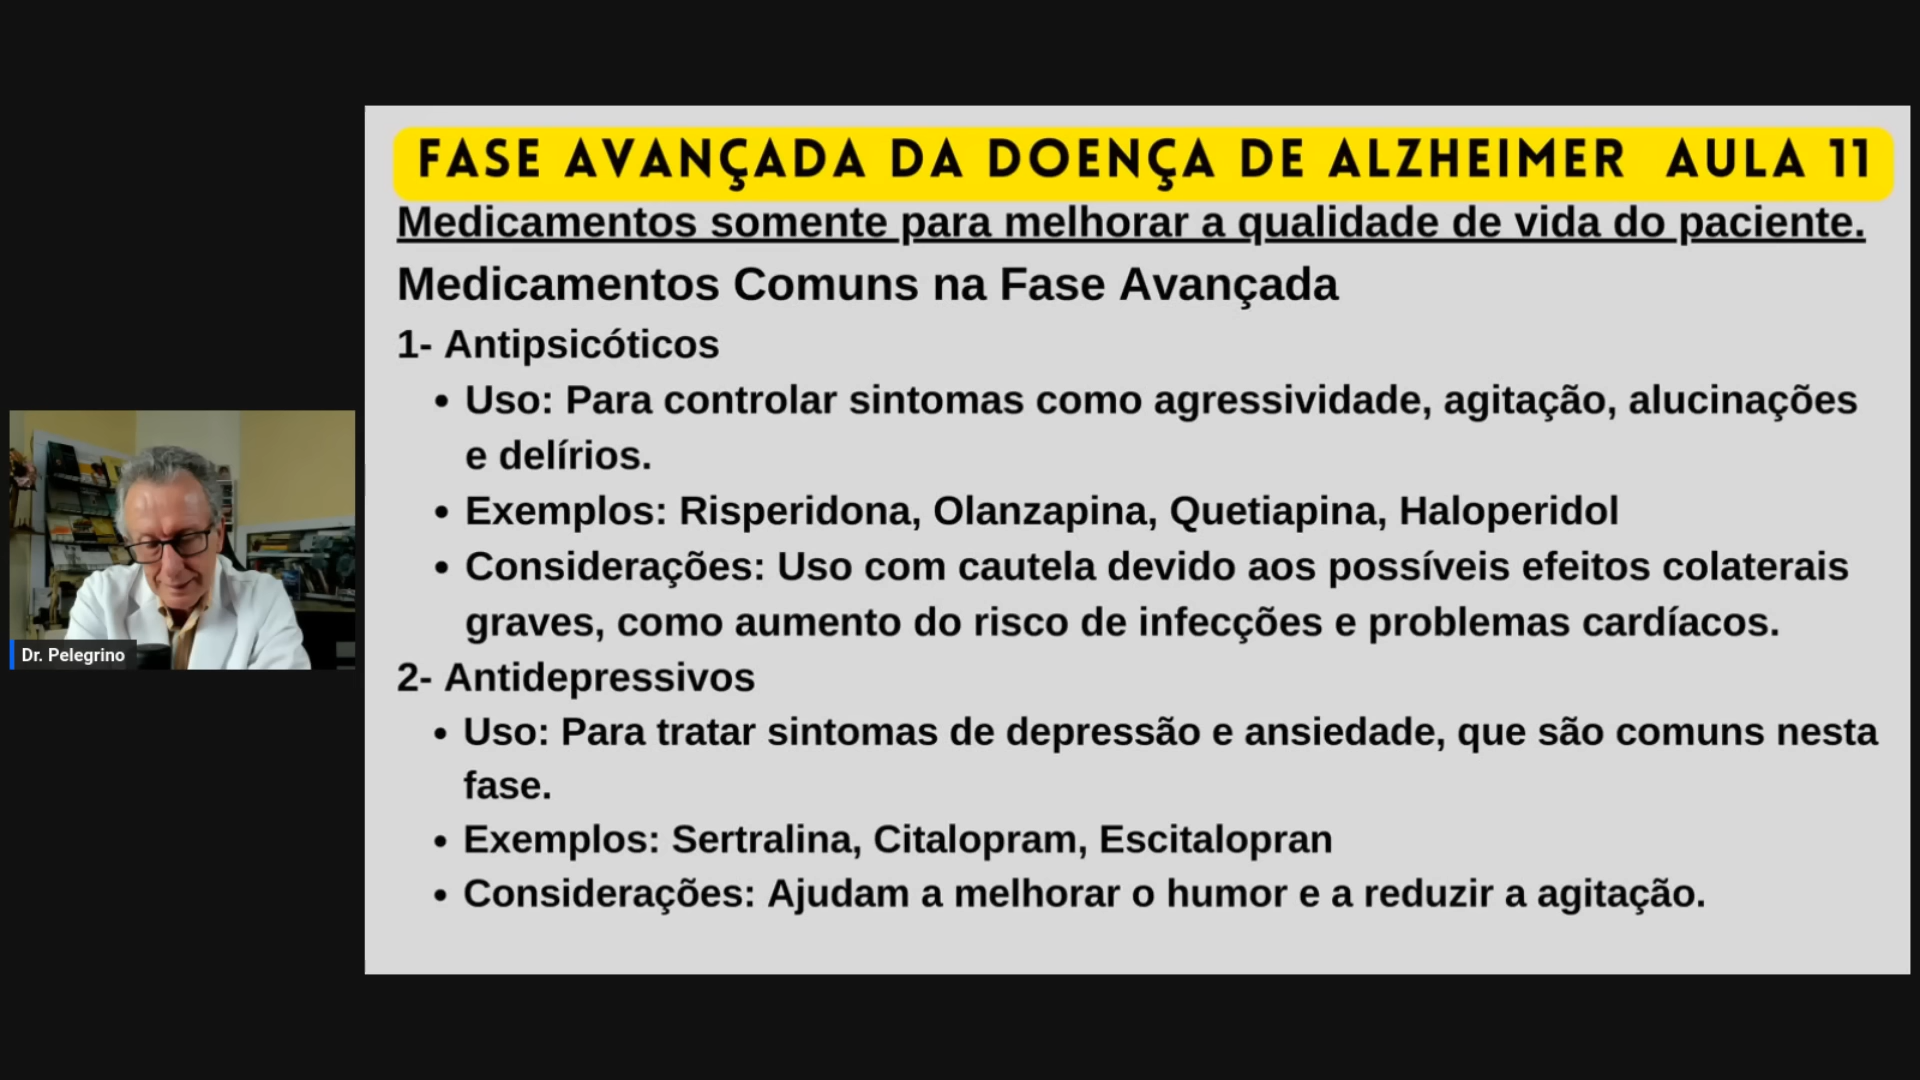 FASE AVANÇADA DA DOENÇA DE ALZHEIMER AULA 11
Medicamentos somente para melhorar a qualidade de vida do paciente.
Medicamentos Comuns na Fase Avançada
1- Antipsicóticos
• Uso: Para controlar sintomas como agressividade, agitação, alucinações
e delírios.
• Exemplos: Risperidona, Olanzapina, Quetiapina, Haloperidol
• Considerações: Uso com cautela devido aos possíveis efeitos colaterais
graves, como aumento do risco de infecções e problemas cardíacos.
2- Antidepressivos
• Uso: Para tratar sintomas de depressão e ansiedade, que são comuns nesta
fase.
• Exemplos: Sertralina, Citalopram, Escitalopran
• Considerações: Ajudam a melhorar o humor e a reduzir a agitação.
Dr. Pelegrino